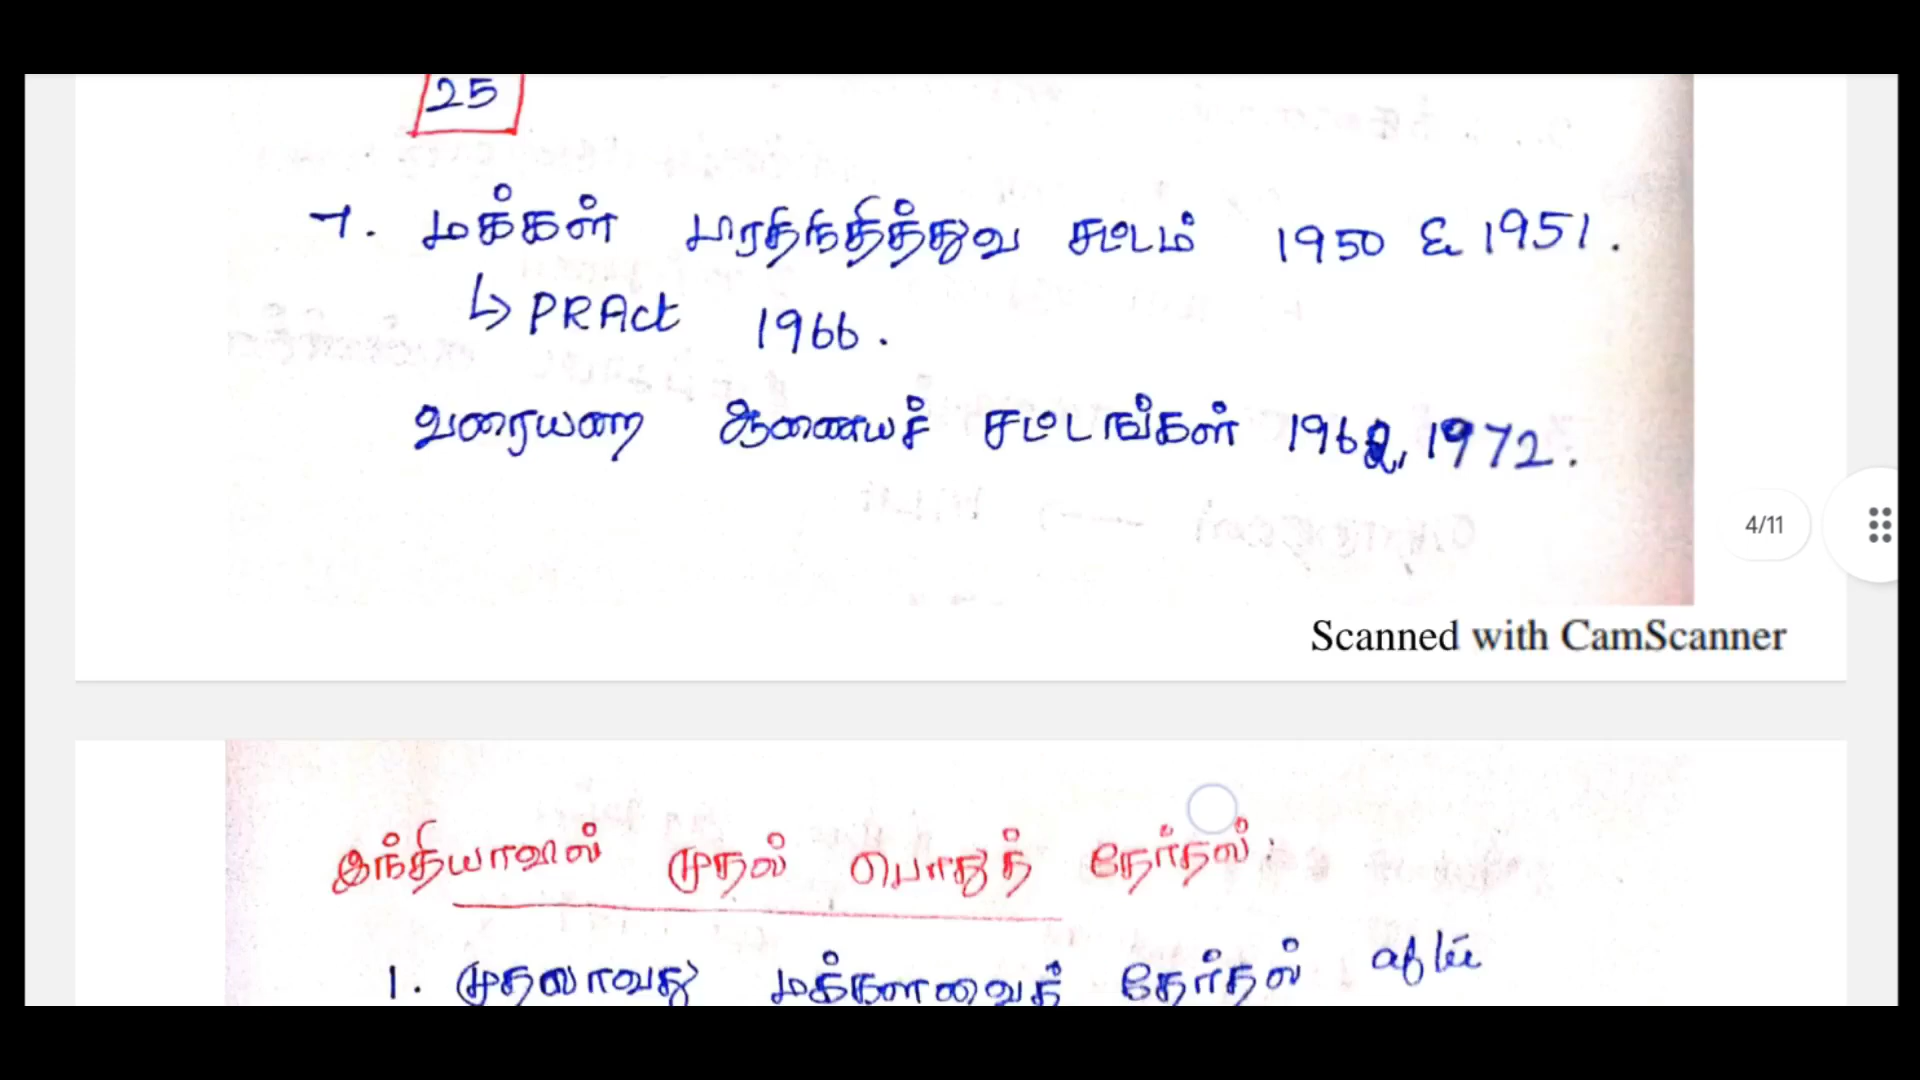 25
7. மக்கள் பிரதிநிதித்துவ சட்டம் 1950 & 1951.
↳ PRAct 1966.
வரையறை ஆணையச் சட்டங்கள் 1962, 1972.
4/11
Scanned with CamScanner
இந்தியாவில் முதல் பொதுத் தேர்தல்:
1. முதலாவது மக்களவைத் தேர்தல்